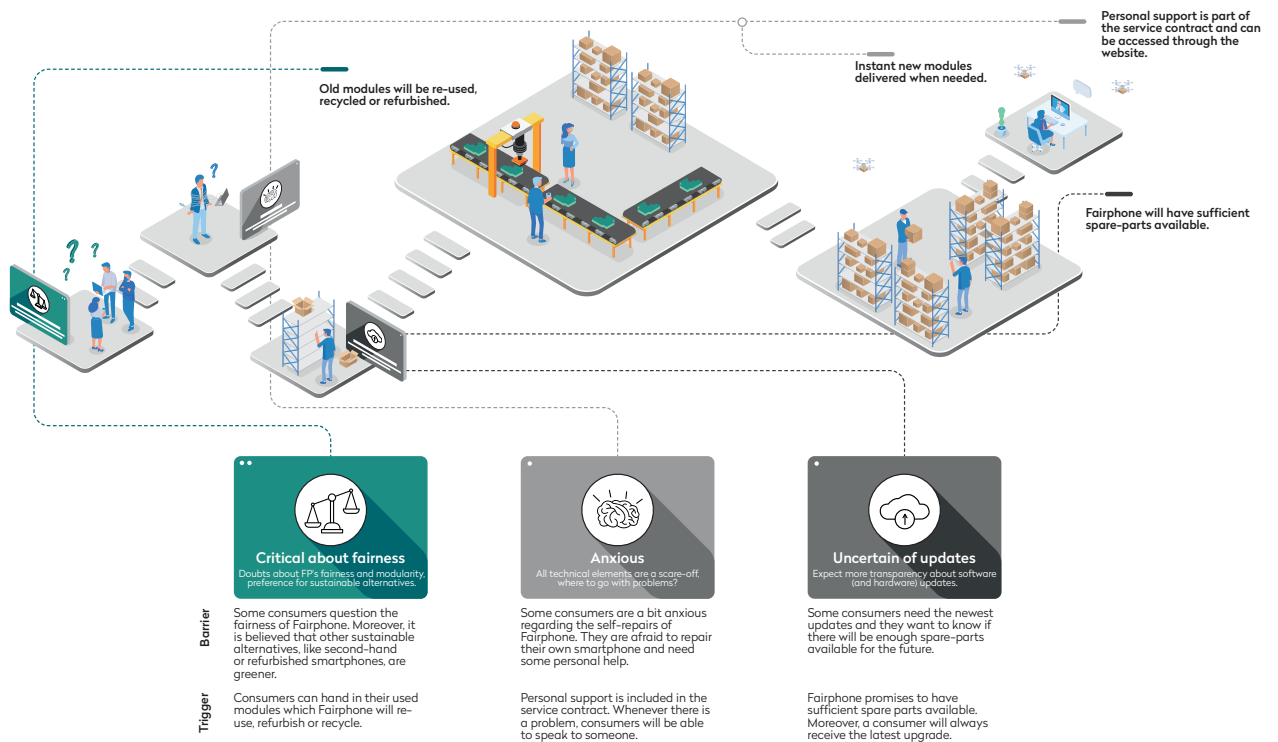 Personal support is part of
the service contract and can
be accessed through the
website.
Instant new modules
delivered when needed.
Old modules will be re-used,
recycled or refurbished.
Fairphone will have sufficient
spare-parts available.
Critical about fairness
Doubts about FP's fairness and modularity,
preference for sustainable alternatives.
Anxious
All technical elements are a scare-off,
where to go with problems?
Uncertain of updates
Expect more transparency about software
(and hardware) updates.
Barrier
Some consumers question the
fairness of Fairphone. Moreover, it
is believed that other sustainable
alternatives, like second-hand
or refurbished smartphones, are
greener.
Some consumers are a bit anxious
regarding the self-repairs of
Fairphone. They are afraid to repair
their own smartphone and need
some personal help.
Some consumers need the newest
updates and they want to know if
there will be enough spare-parts
available for the future.
Trigger
Consumers can hand in their used
modules which Fairphone will re-
use, refurbish or recycle.
Personal support is included in the
service contract. Whenever there is
a problem, consumers will be able
to speak to someone.
Fairphone promises to have
sufficient spare parts available.
Moreover, a consumer will always
receive the latest upgrade.